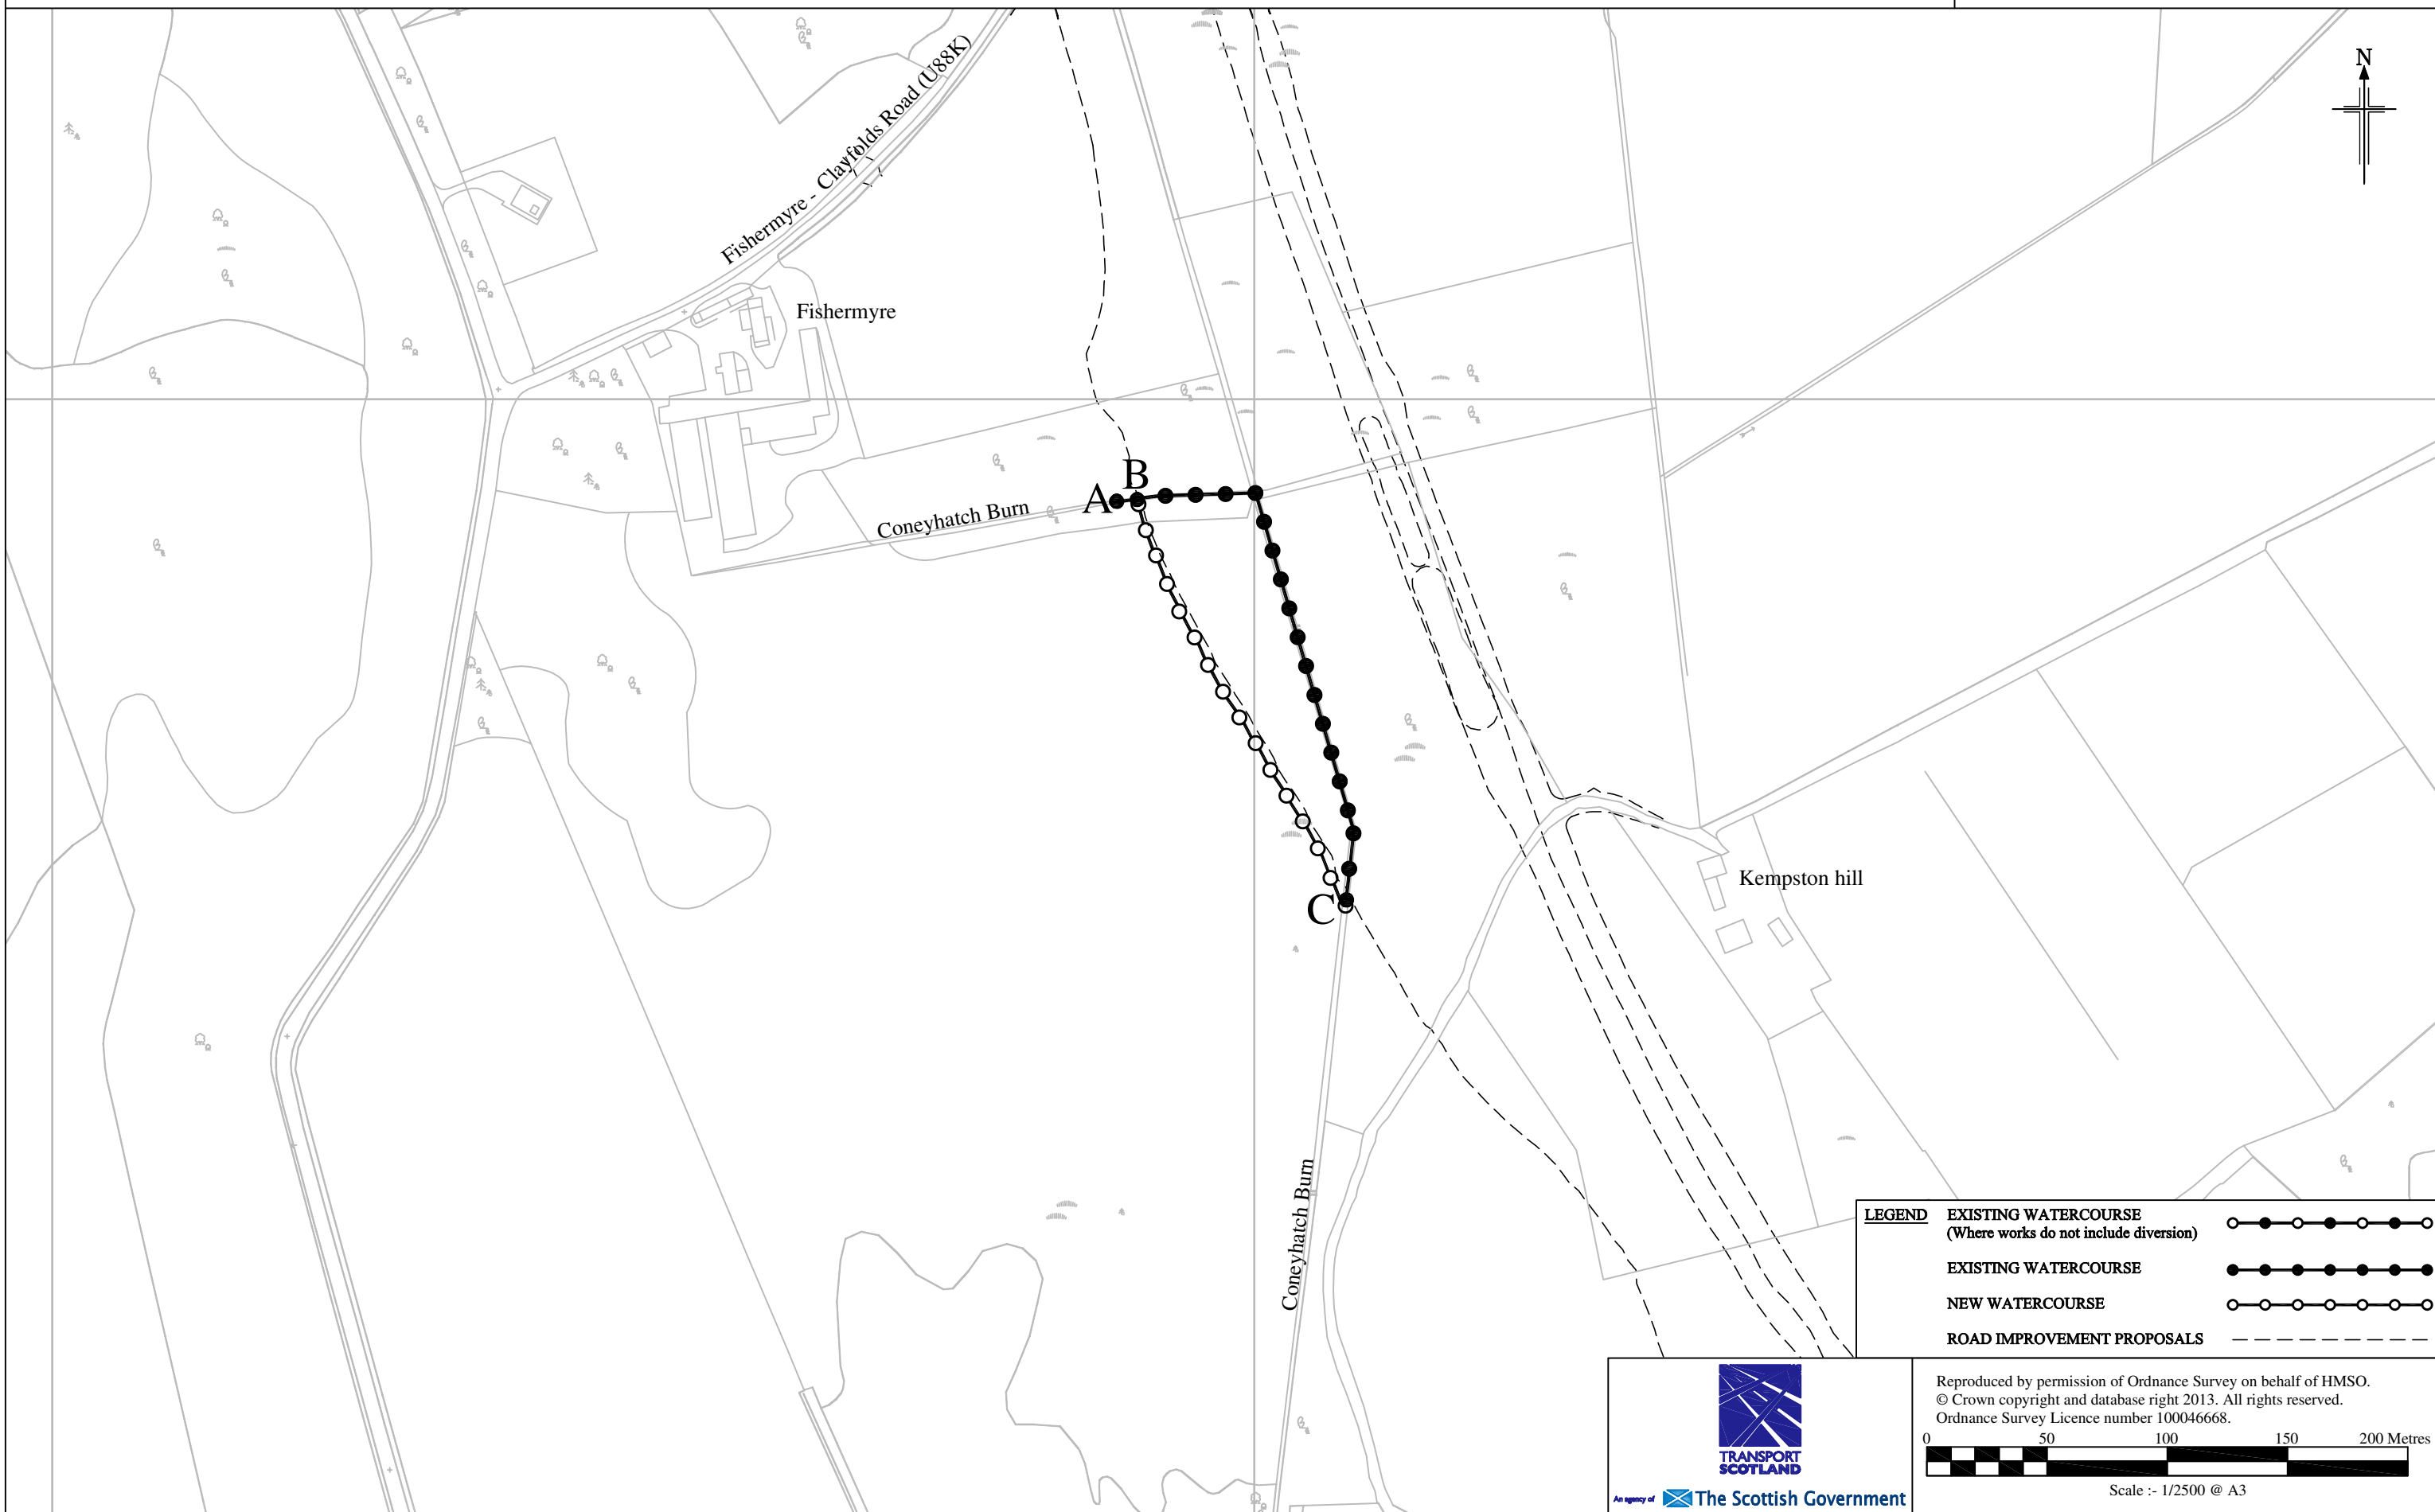 N
Fishermyre - Clayfolds Road (U88K)
Fishermyre
B
A
Coneyhatch Burn
C
Kempston hill
Coneyhatch Burn
LEGEND
EXISTING WATERCOURSE
(Where works do not include diversion)
EXISTING WATERCOURSE
NEW WATERCOURSE
ROAD IMPROVEMENT PROPOSALS
TRANSPORT
SCOTLAND
An agency of The Scottish Government
Reproduced by permission of Ordnance Survey on behalf of HMSO.
© Crown copyright and database right 2013. All rights reserved.
Ordnance Survey Licence number 100046668.
0 50 100 150 200 Metres
Scale :- 1/2500 @ A3